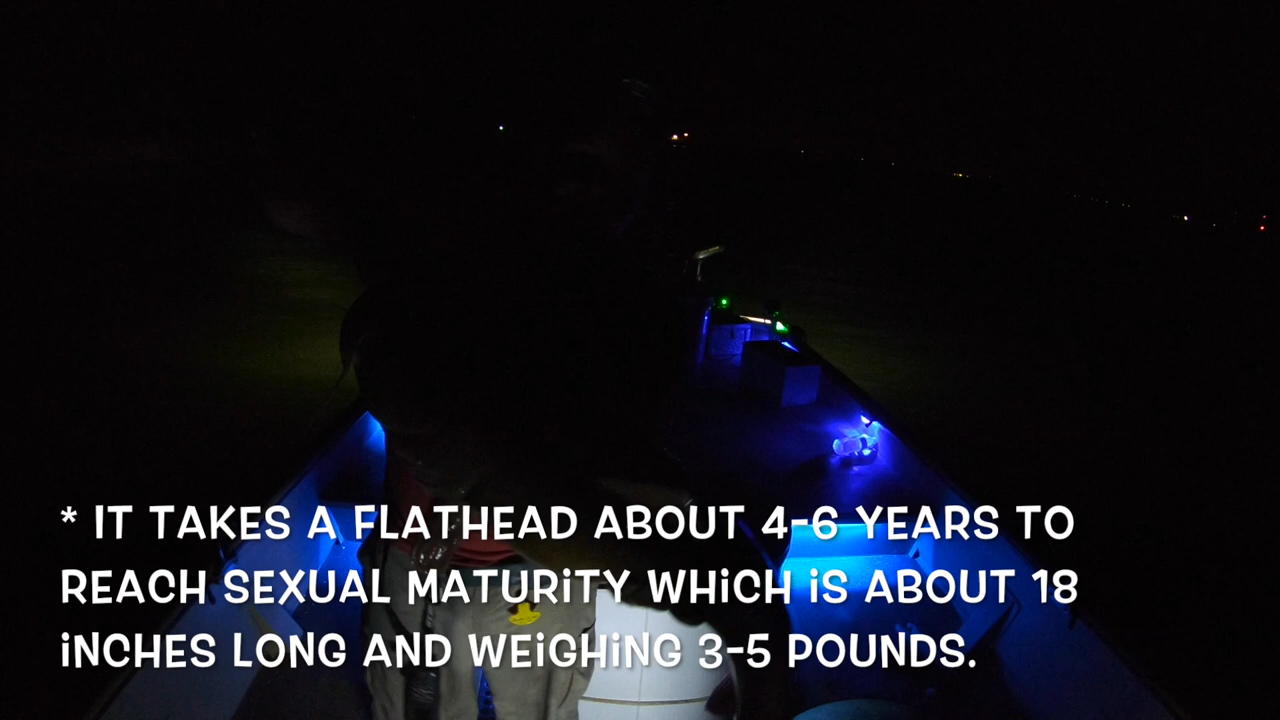 * IT TAKES A FLATHEAD ABOUT 4-6 YEARS TO
REACH SEXUAL MATURITY WHICH IS ABOUT 18
INCHES LONG AND WEIGHING 3-5 POUNDS.